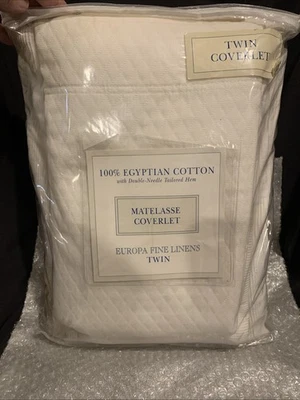 TWIN
COVERLET
100% EGYPTIAN COTTON
with Double-Needle Tailored Hem
MATELASSE
COVERLET
EUROPA FINE LINENS
TWIN